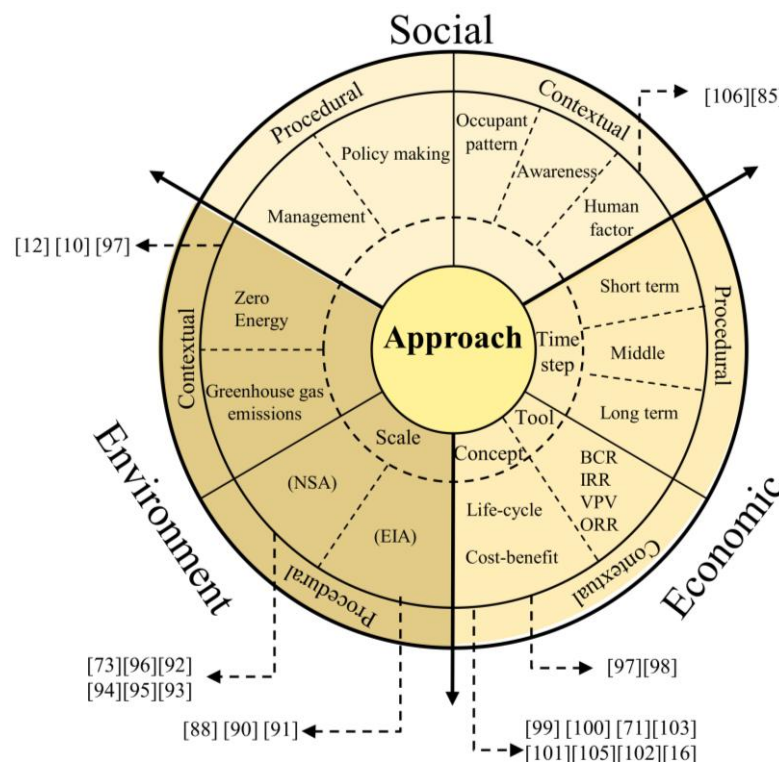 Social
Procedural
Contextual
[106][85]
Occupant
pattern
Policy making
Awareness
Management
Human
factor
[12] [10] [97]
Contextual
Zero
Energy
Greenhouse gas
emissions
Approach
Time
step
Short term
Middle
Long term
Procedural
Scale
Concept
Tool
(NSA)
(EIA)
Life-cycle
Cost-benefit
BCR
IRR
VPV
ORR
Environment
Procedural
Contextual
Economic
[73][96][92]
[94][95][93]
[88] [90] [91]
[97][98]
[99] [100] [71][103]
[101][105][102][16]